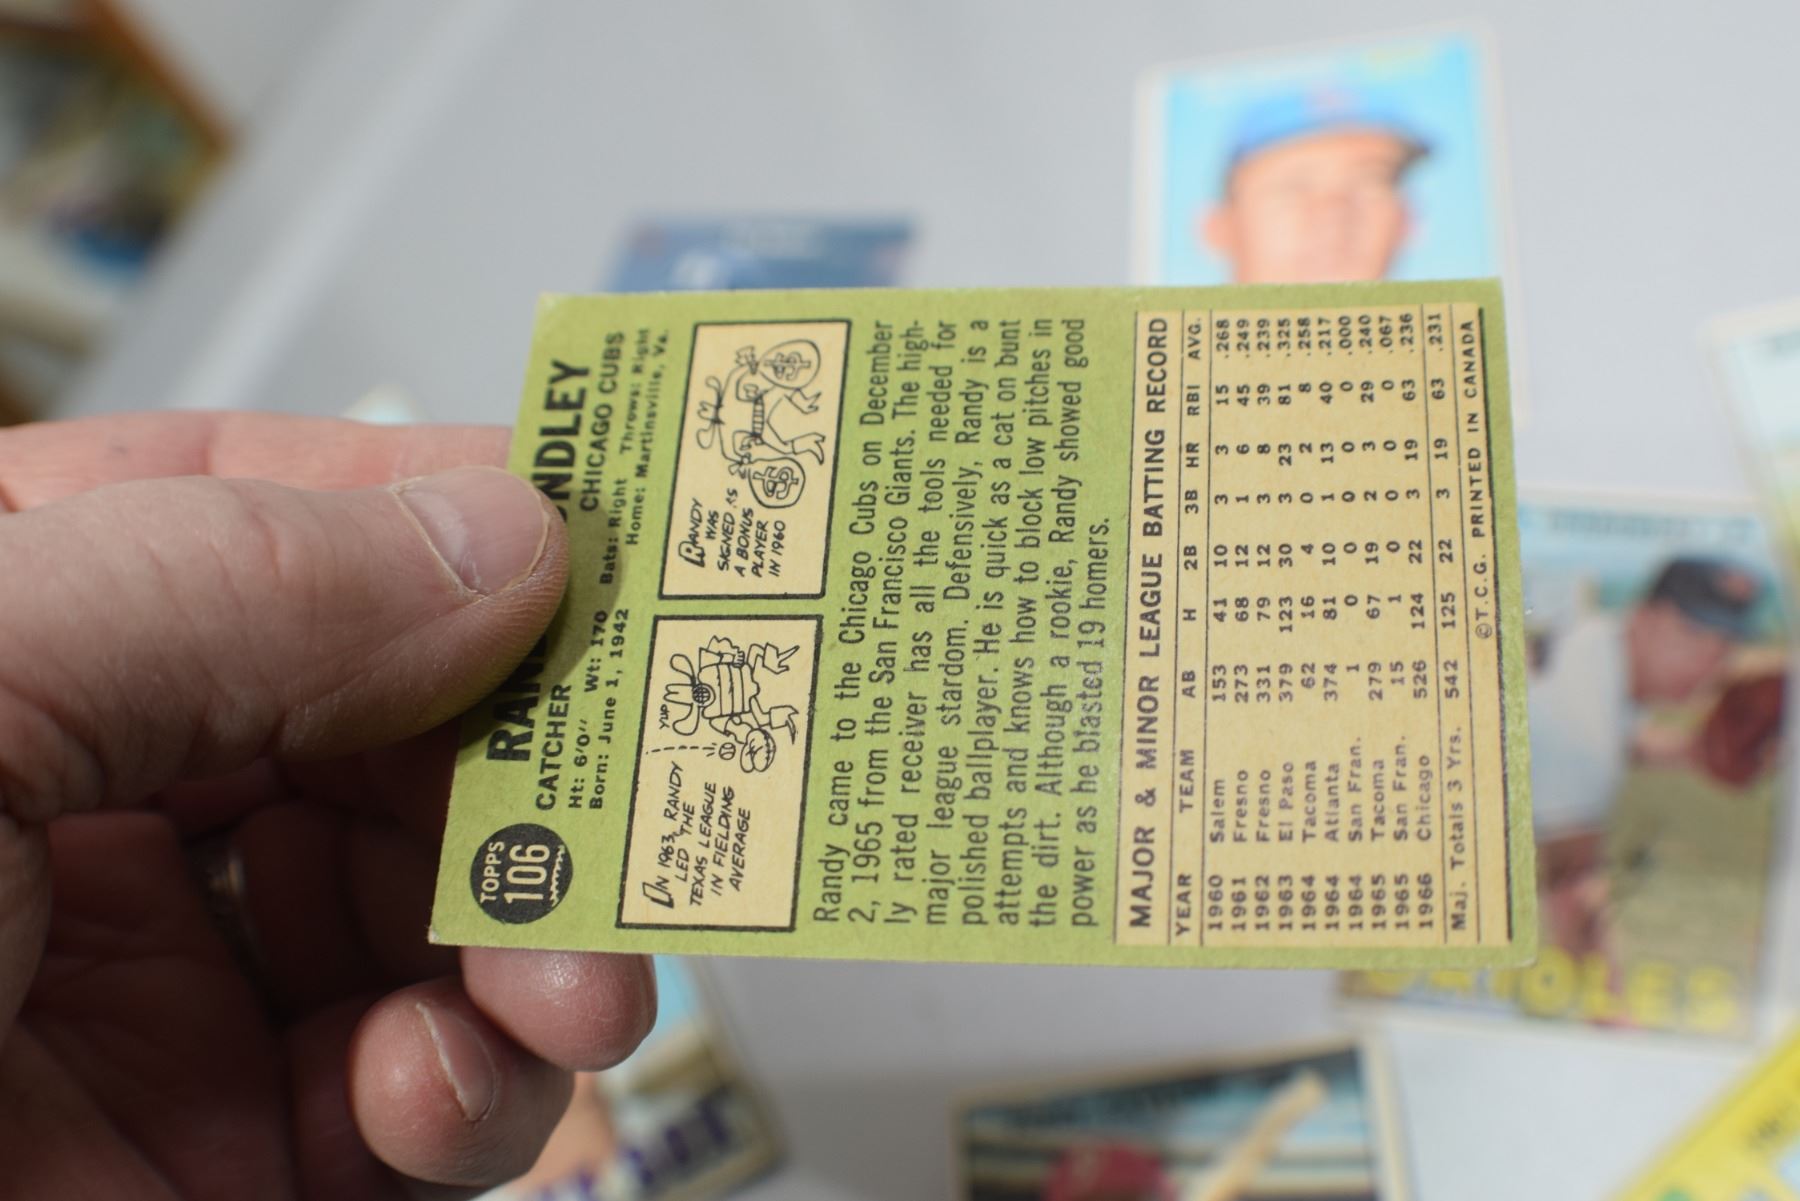 TOPPS
106
RAN NDLEY
CATCHER CHICAGO CUBS
Ht: 6'0" Wt: 170 Bats: Right Throws: Right
Born: June 1, 1942 Home: Martinsville, Va.
IN 1963, RANDY
LED THE
TEXAS LEAGUE
IN FIELDING
AVERAGE
YUP
RANDY
WAS
SIGNED AS
A BONUS
PLAYER
IN 1960
$
$
Randy came to the Chicago Cubs on December
2, 1965 from the San Francisco Giants. The high-
ly rated receiver has all the tools needed for
major league stardom. Defensively, Randy is a
polished ballplayer. He is quick as a cat on bunt
attempts and knows how to block low pitches in
the dirt. Although a rookie, Randy showed good
power as he blasted 19 homers.
MAJOR & MINOR LEAGUE BATTING RECORD
YEAR TEAM AB H 2B 3B HR RBI AVG.
1960 Salem 153 41 10 3 3 15 .268
1961 Fresno 273 68 12 1 6 45 .249
1962 Fresno 331 79 12 3 8 39 .239
1963 El Paso 379 123 30 3 23 81 .325
1964 Tacoma 62 16 4 0 2 8 .258
1964 Atlanta 374 81 10 1 13 40 .217
1964 San Fran. 1 0 0 0 0 0 .000
1965 Tacoma 279 67 19 2 3 29 .240
1965 San Fran. 15 1 0 0 0 0 .067
1966 Chicago 526 124 22 3 19 63 .236
Maj. Totals 3 Yrs. 542 125 22 3 19 63 .231
©T.C.G. PRINTED IN CANADA
ORIOLES